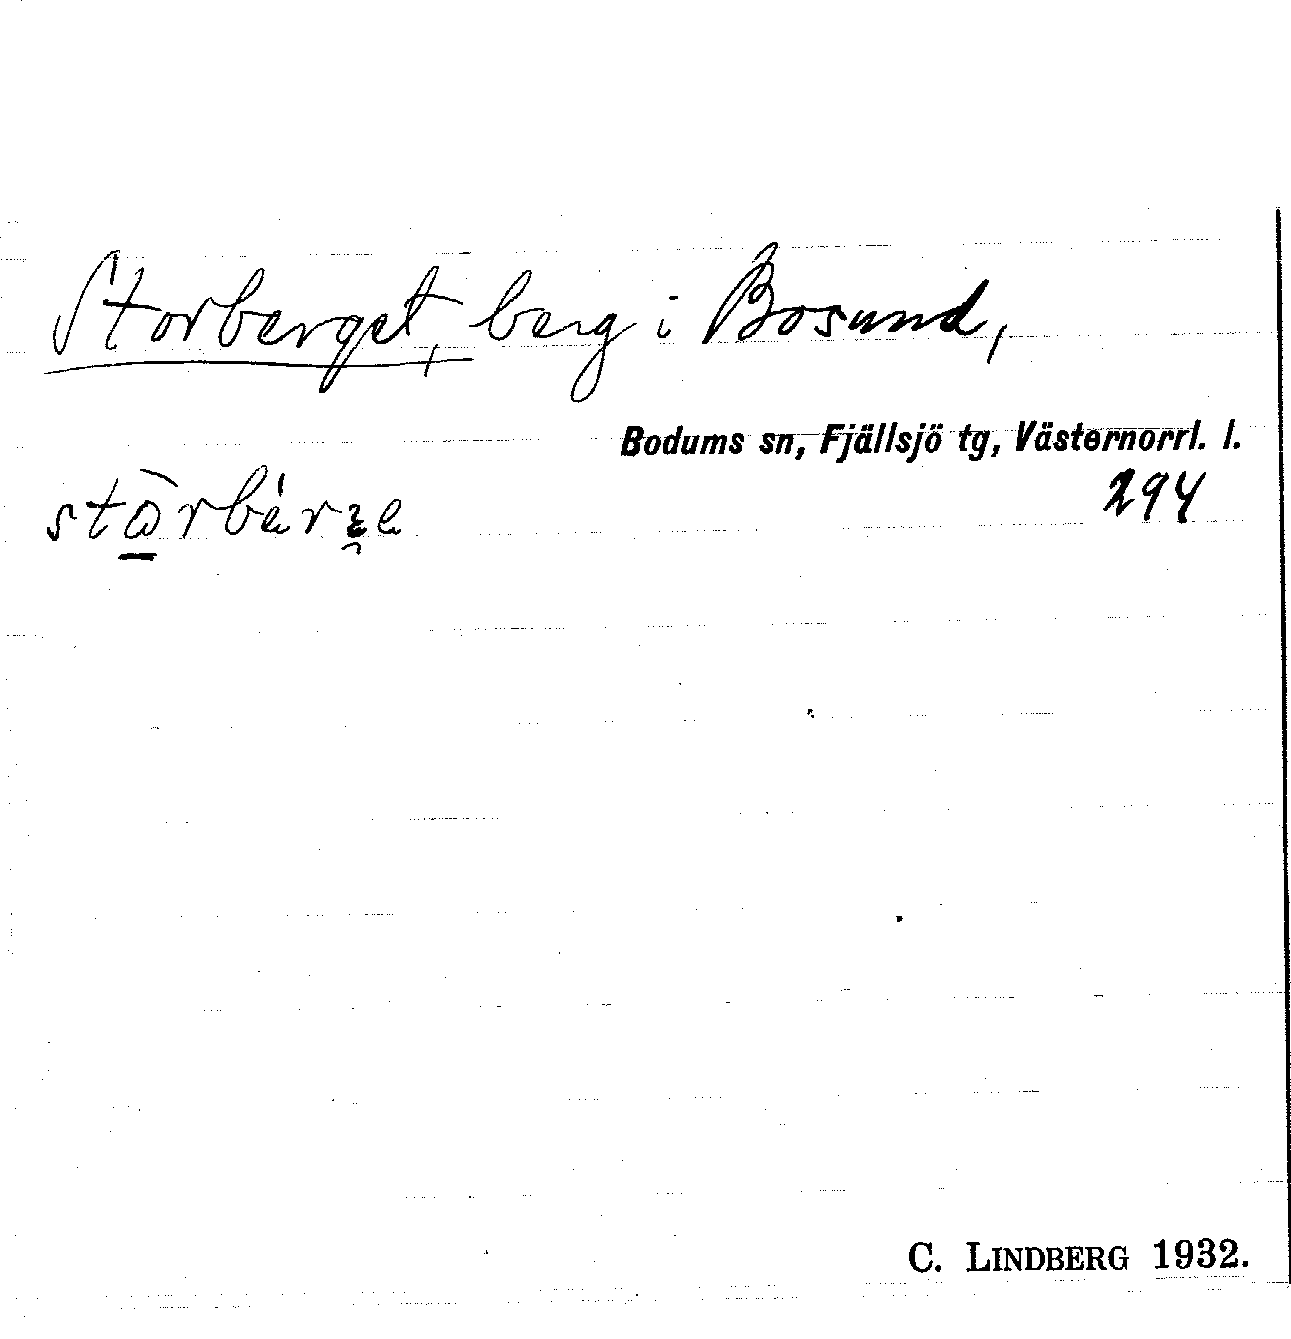 Storberget, berg i Bosund,
Bodums sn, Fjällsjö tg, Västernorrl. l.
294
C. LINDBERG 1932.